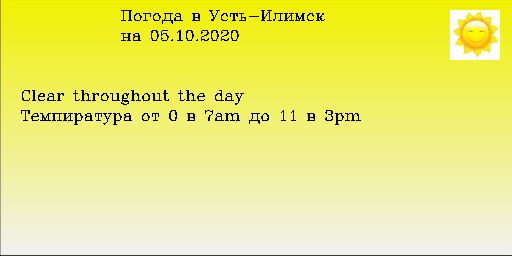 Погода в Усть-Илимск
на 05.10.2020
Clear throughout the day
Темпиратура от 0 в 7am до 11 в 3pm